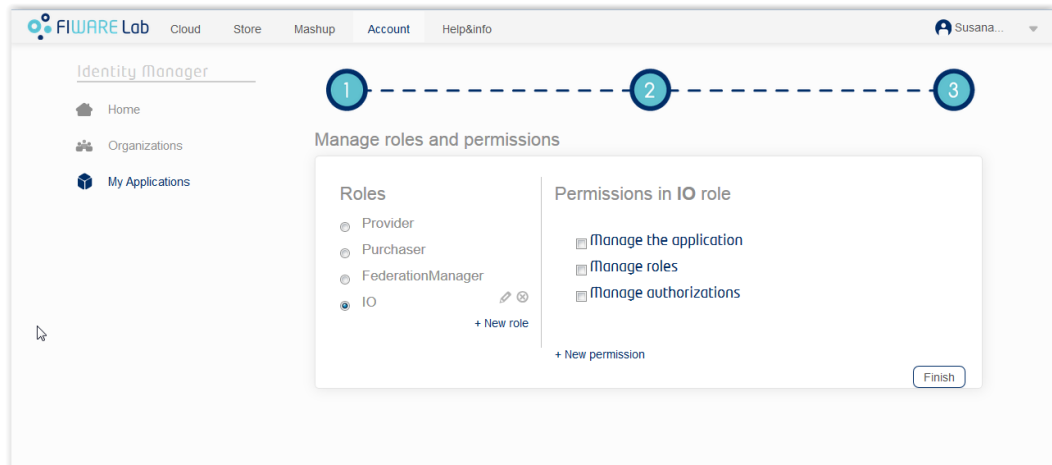 FIWARE Lab Cloud Store Mashup Account Help&info Susana...
Identity Manager
Home
Organizations
My Applications
1 2 3
Manage roles and permissions
Roles
Provider
Purchaser
FederationManager
IO
+ New role
Permissions in IO role
Manage the application
Manage roles
Manage authorizations
+ New permission
Finish